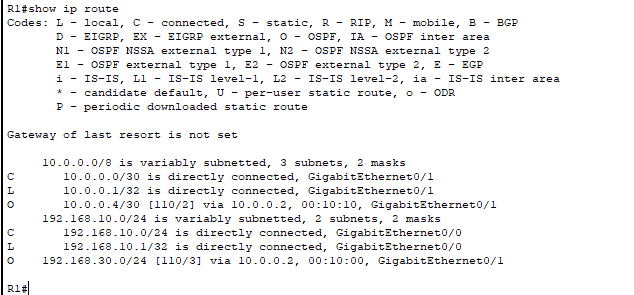 R1#show ip route
Codes: L - local, C - connected, S - static, R - RIP, M - mobile, B - BGP
D - EIGRP, EX - EIGRP external, O - OSPF, IA - OSPF inter area
N1 - OSPF NSSA external type 1, N2 - OSPF NSSA external type 2
E1 - OSPF external type 1, E2 - OSPF external type 2, E - EGP
i - IS-IS, L1 - IS-IS level-1, L2 - IS-IS level-2, ia - IS-IS inter area
* - candidate default, U - per-user static route, o - ODR
P - periodic downloaded static route
Gateway of last resort is not set
10.0.0.0/8 is variably subnetted, 3 subnets, 2 masks
C 10.0.0.0/30 is directly connected, GigabitEthernet0/1
L 10.0.0.1/32 is directly connected, GigabitEthernet0/1
O 10.0.0.4/30 [110/2] via 10.0.0.2, 00:10:10, GigabitEthernet0/1
192.168.10.0/24 is variably subnetted, 2 subnets, 2 masks
C 192.168.10.0/24 is directly connected, GigabitEthernet0/0
L 192.168.10.1/32 is directly connected, GigabitEthernet0/0
O 192.168.30.0/24 [110/3] via 10.0.0.2, 00:10:00, GigabitEthernet0/1
R1#